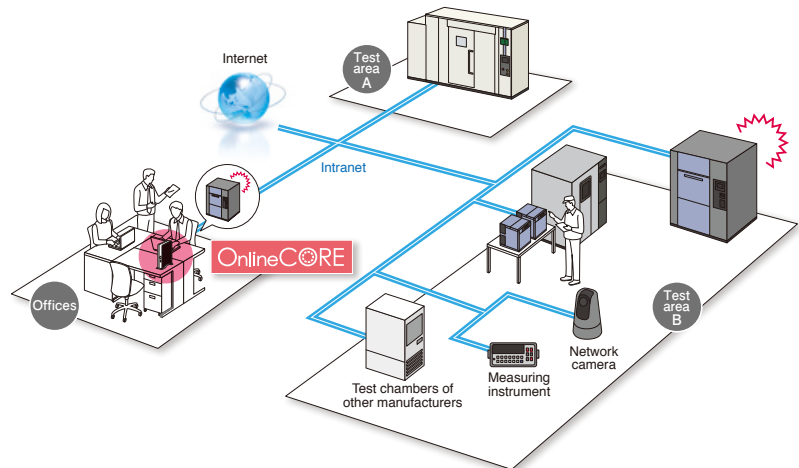 Internet
Test
area
A
Intranet
OnlineCORE
Offices
Test
area
B
Network
camera
Measuring
instrument
Test chambers of
other manufacturers